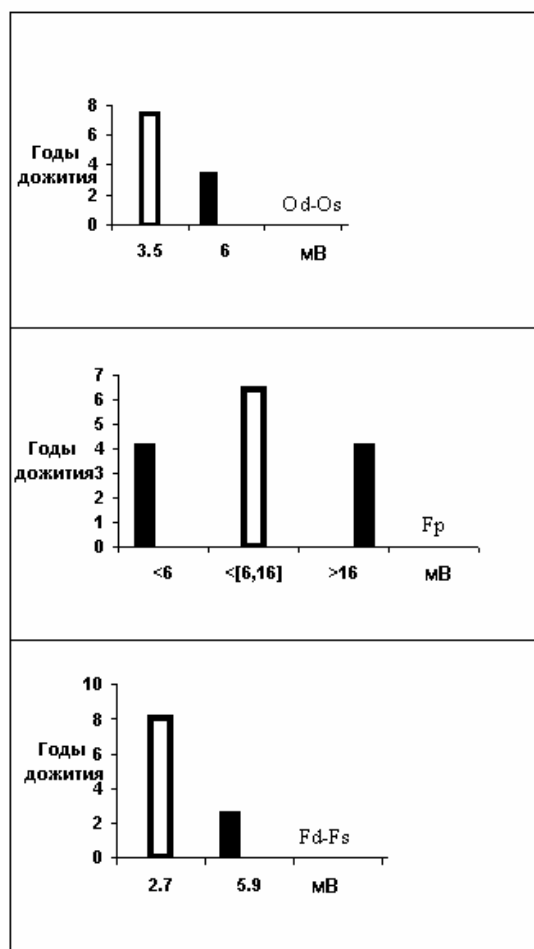 8
6
Годы
4
дожития
2
Od-Os
0
3.5 6 мВ
7
6
5
Годы
4
дожития3
2
1
Fp
0
<6 <[6,16] >16 мВ
10
8
Годы
6
дожития
4
2
Fd-Fs
0
2.7 5.9 мВ